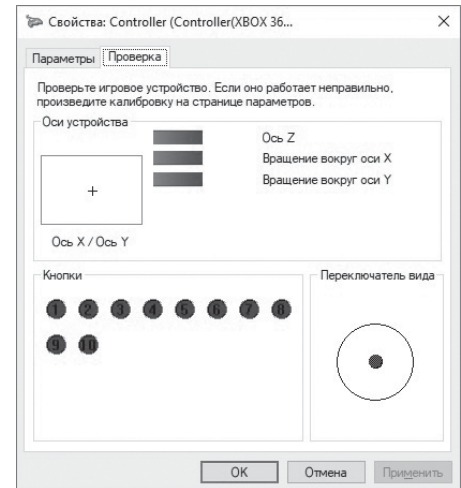 Свойства: Controller (Controller(XBOX 36...
Параметры Проверка
Проверьте игровое устройство. Если оно работает неправильно,
произведите калибровку на странице параметров.
Оси устройства
Ось Z
Вращение вокруг оси X
Вращение вокруг оси Y
Ось X / Ось Y
Кнопки Переключатель вида
1 2 3 4 5 6 7 8
9 10
OK Отмена Применить